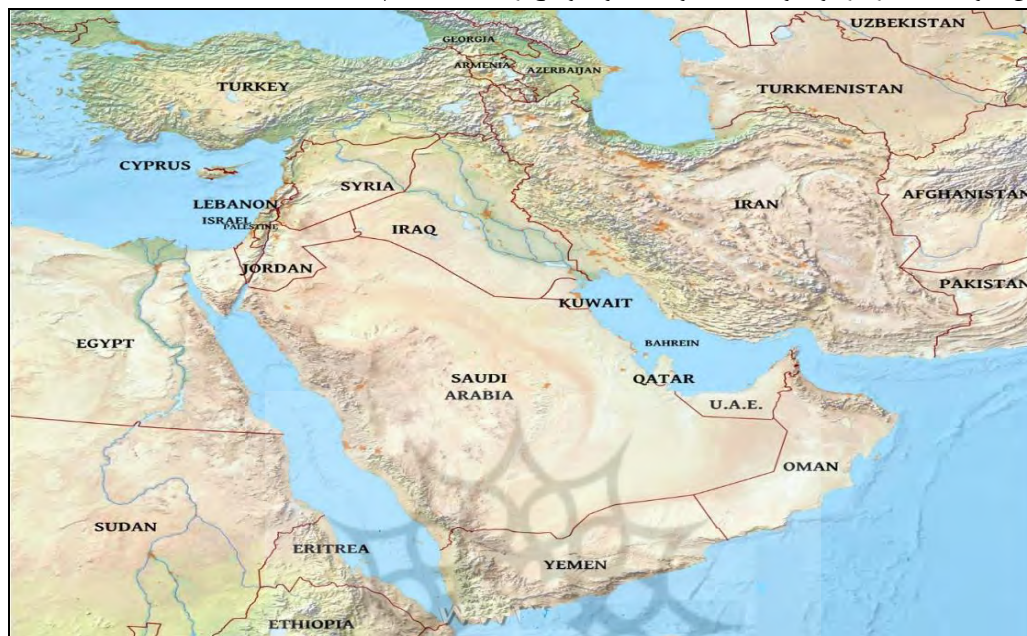 UZBEKISTAN
GEORGIA
ARMENIA
AZERBAIJAN
TURKEY
TURKMENISTAN
CYPRUS
SYRIA
AFGHANISTAN
LEBANON
IRAN
ISRAEL
PALESTINE
IRAQ
JORDAN
PAKISTAN
KUWAIT
EGYPT
BAHREIN
SAUDI
ARABIA
QATAR
U.A.E.
OMAN
SUDAN
ERITREA
YEMEN
ETHIOPIA